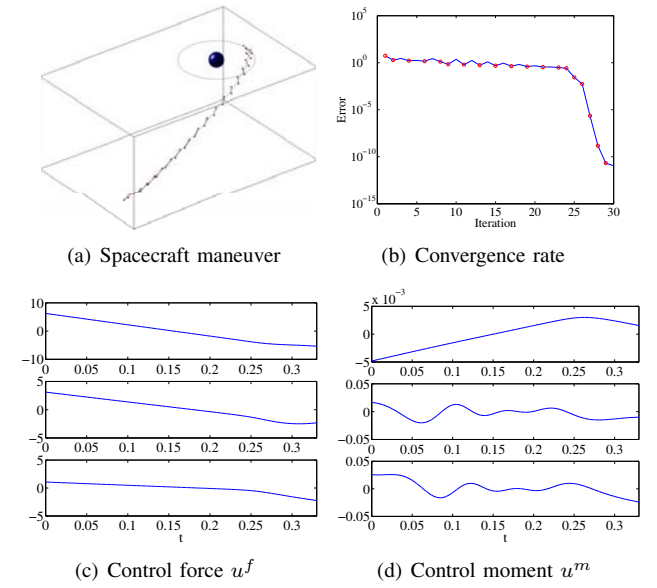 10^5
10^0
10^-5
10^-10
10^-15
Error
0 5 10 15 20 25 30
Iteration
(a) Spacecraft maneuver
(b) Convergence rate
10
0
-10
0 0.05 0.1 0.15 0.2 0.25 0.3
5
0
-5
0 0.05 0.1 0.15 0.2 0.25 0.3
5
0
-5
0 0.05 0.1 0.15 0.2 0.25 0.3
t
(c) Control force u^f
5 x 10^-3
0
-5
0 0.05 0.1 0.15 0.2 0.25 0.3
0.05
0
-0.05
0 0.05 0.1 0.15 0.2 0.25 0.3
0.05
0
-0.05
0 0.05 0.1 0.15 0.2 0.25 0.3
t
(d) Control moment u^m